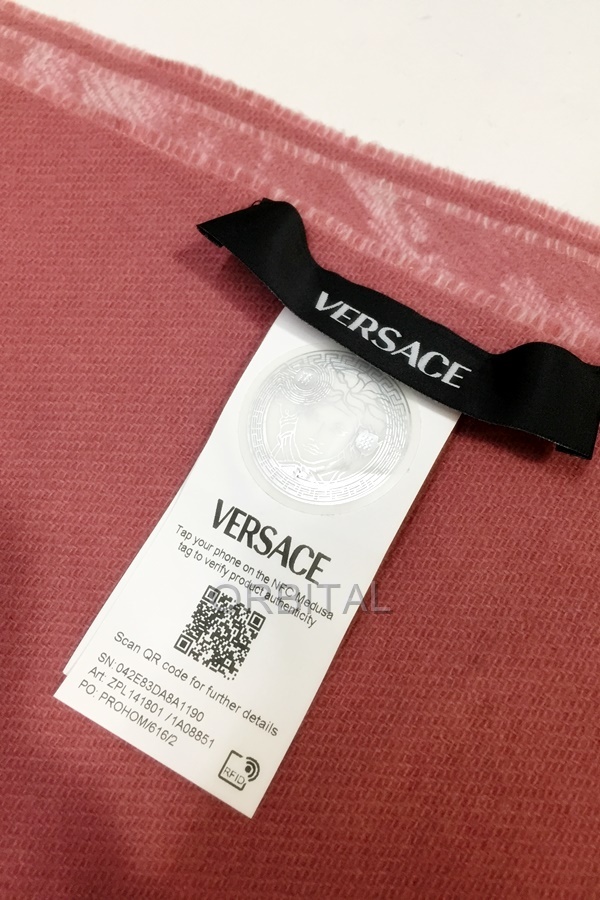 VERSACE
VERSACE
Tap your phone on the NFC Medusa
tag to verify product authenticity
ORBITAL
Scan QR code for further details
SN: 042E83DA8A1190
Art: ZPL141801 /1A08851
PO: PROHOM/616/2
RFID